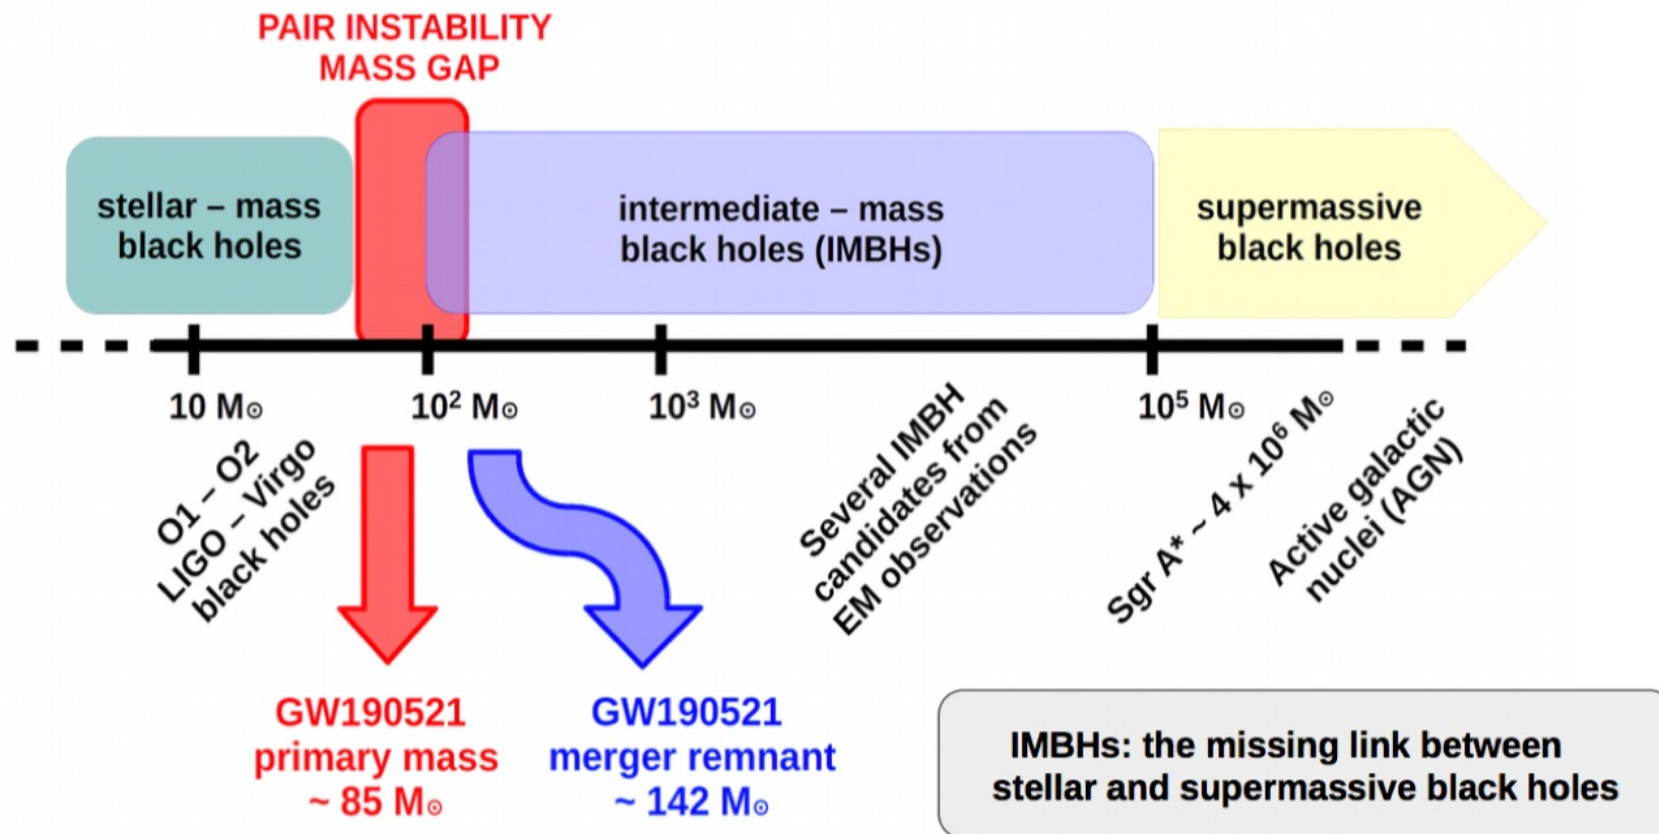 PAIR INSTABILITY
MASS GAP
stellar – mass
black holes
intermediate – mass
black holes (IMBHs)
supermassive
black holes
10 M⊙
10² M⊙
10³ M⊙
10⁵ M⊙
O1 – O2
LIGO – Virgo
black holes
Several IMBH
candidates from
EM observations
Sgr A* ~ 4 x 10⁶ M⊙
Active galactic
nuclei (AGN)
GW190521
primary mass
~ 85 M⊙
GW190521
merger remnant
~ 142 M⊙
IMBHs: the missing link between
stellar and supermassive black holes